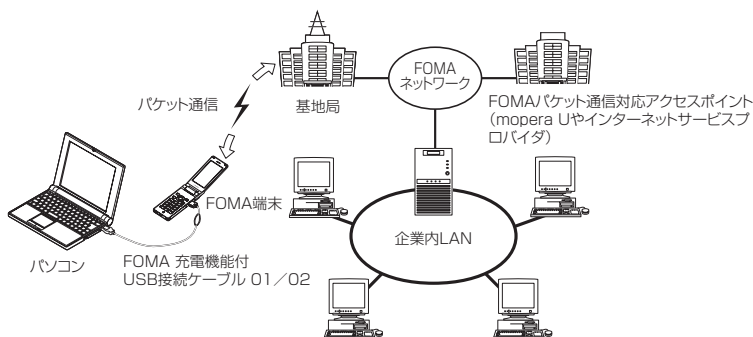 FOMA
ネットワーク
基地局
パケット通信
FOMAパケット通信対応アクセスポイント
（mopera Uやインターネットサービスプ
ロバイダ）
FOMA端末
企業内LAN
パソコン
FOMA 充電機能付
USB接続ケーブル 01／02